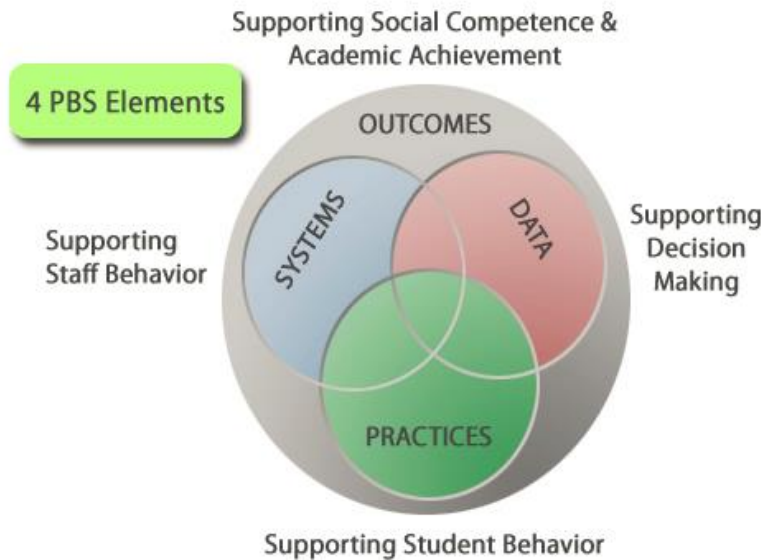 Supporting Social Competence &
Academic Achievement
4 PBS Elements
OUTCOMES
SYSTEMS
DATA
Supporting
Staff Behavior
Supporting
Decision
Making
PRACTICES
Supporting Student Behavior